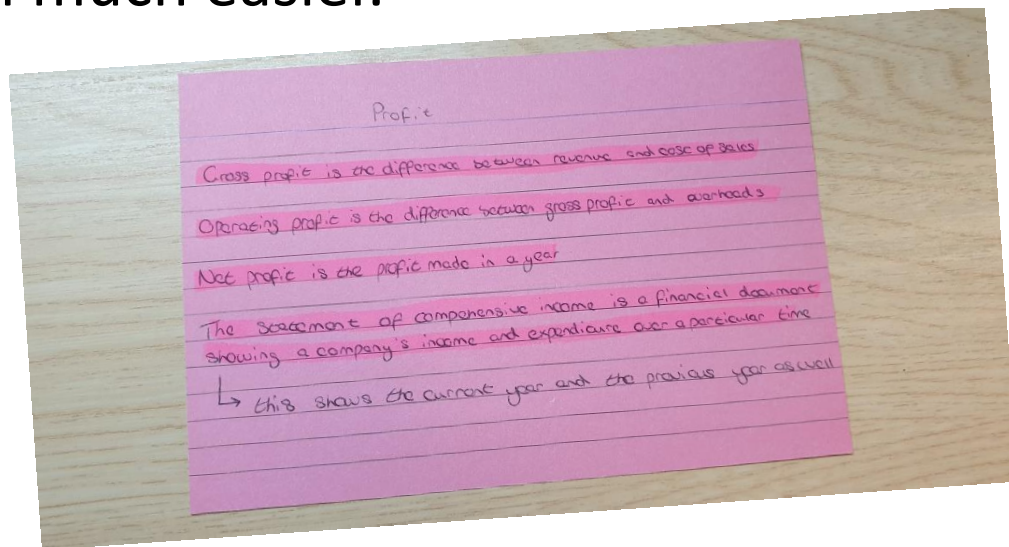 much easier.
Profit
Gross profit is the difference between revenue and cost of sales
Operating profit is the difference between gross profit and overheads
Net profit is the profit made in a year
The statement of compehensive income is a financial document
showing a company's income and expendicure over a particular time
↳ this shows the current year and the previous year as well